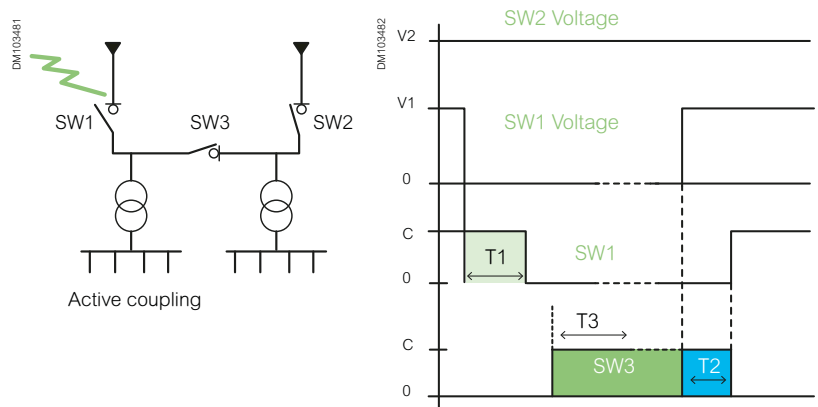 DM103481
SW1
SW3
SW2
Active coupling
DM103482
SW2 Voltage
V2
V1
SW1 Voltage
0
C
T1
SW1
0
T3
C
SW3
T2
0